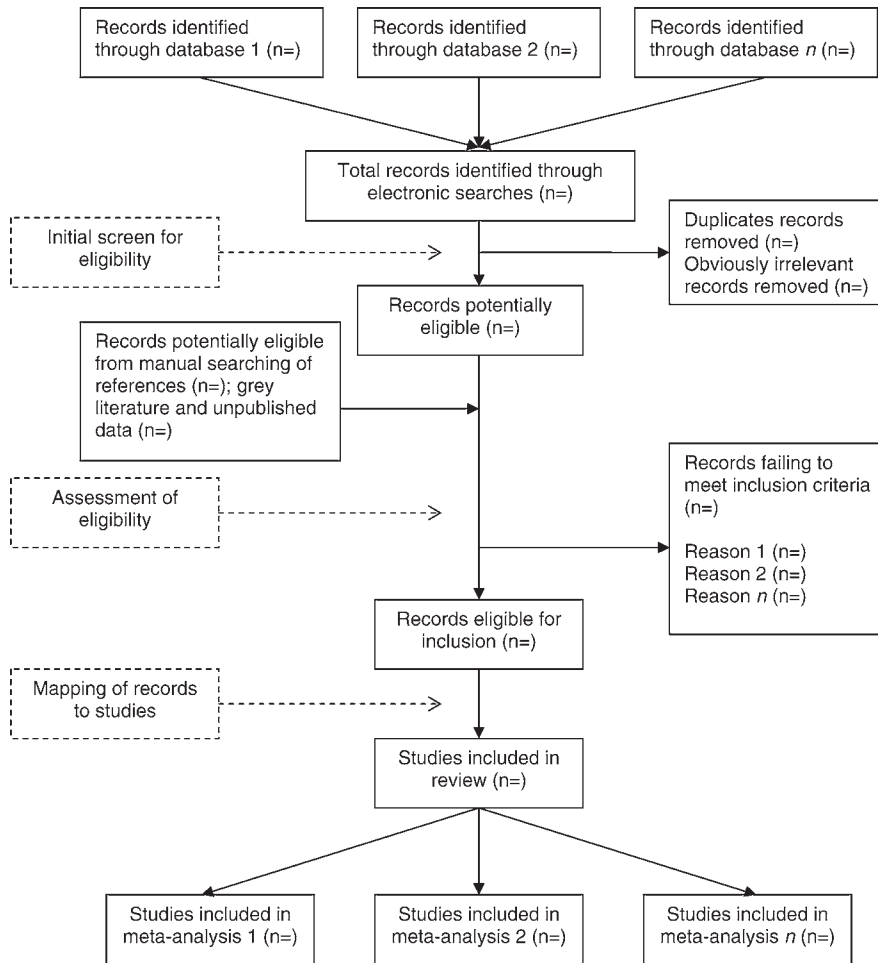 Records identified
through database 1 (n=)
Records identified
through database 2 (n=)
Records identified
through database n (n=)
Total records identified through
electronic searches (n=)
Initial screen for
eligibility
Duplicates records
removed (n=)
Obviously irrelevant
records removed (n=)
Records potentially
eligible (n=)
Records potentially eligible
from manual searching of
references (n=); grey
literature and unpublished
data (n=)
Assessment of
eligibility
Records failing to
meet inclusion criteria
(n=)
Reason 1 (n=)
Reason 2 (n=)
Reason n (n=)
Records eligible for
inclusion (n=)
Mapping of records
to studies
Studies included in
review (n=)
Studies included in
meta-analysis 1 (n=)
Studies included in
meta-analysis 2 (n=)
Studies included in
meta-analysis n (n=)